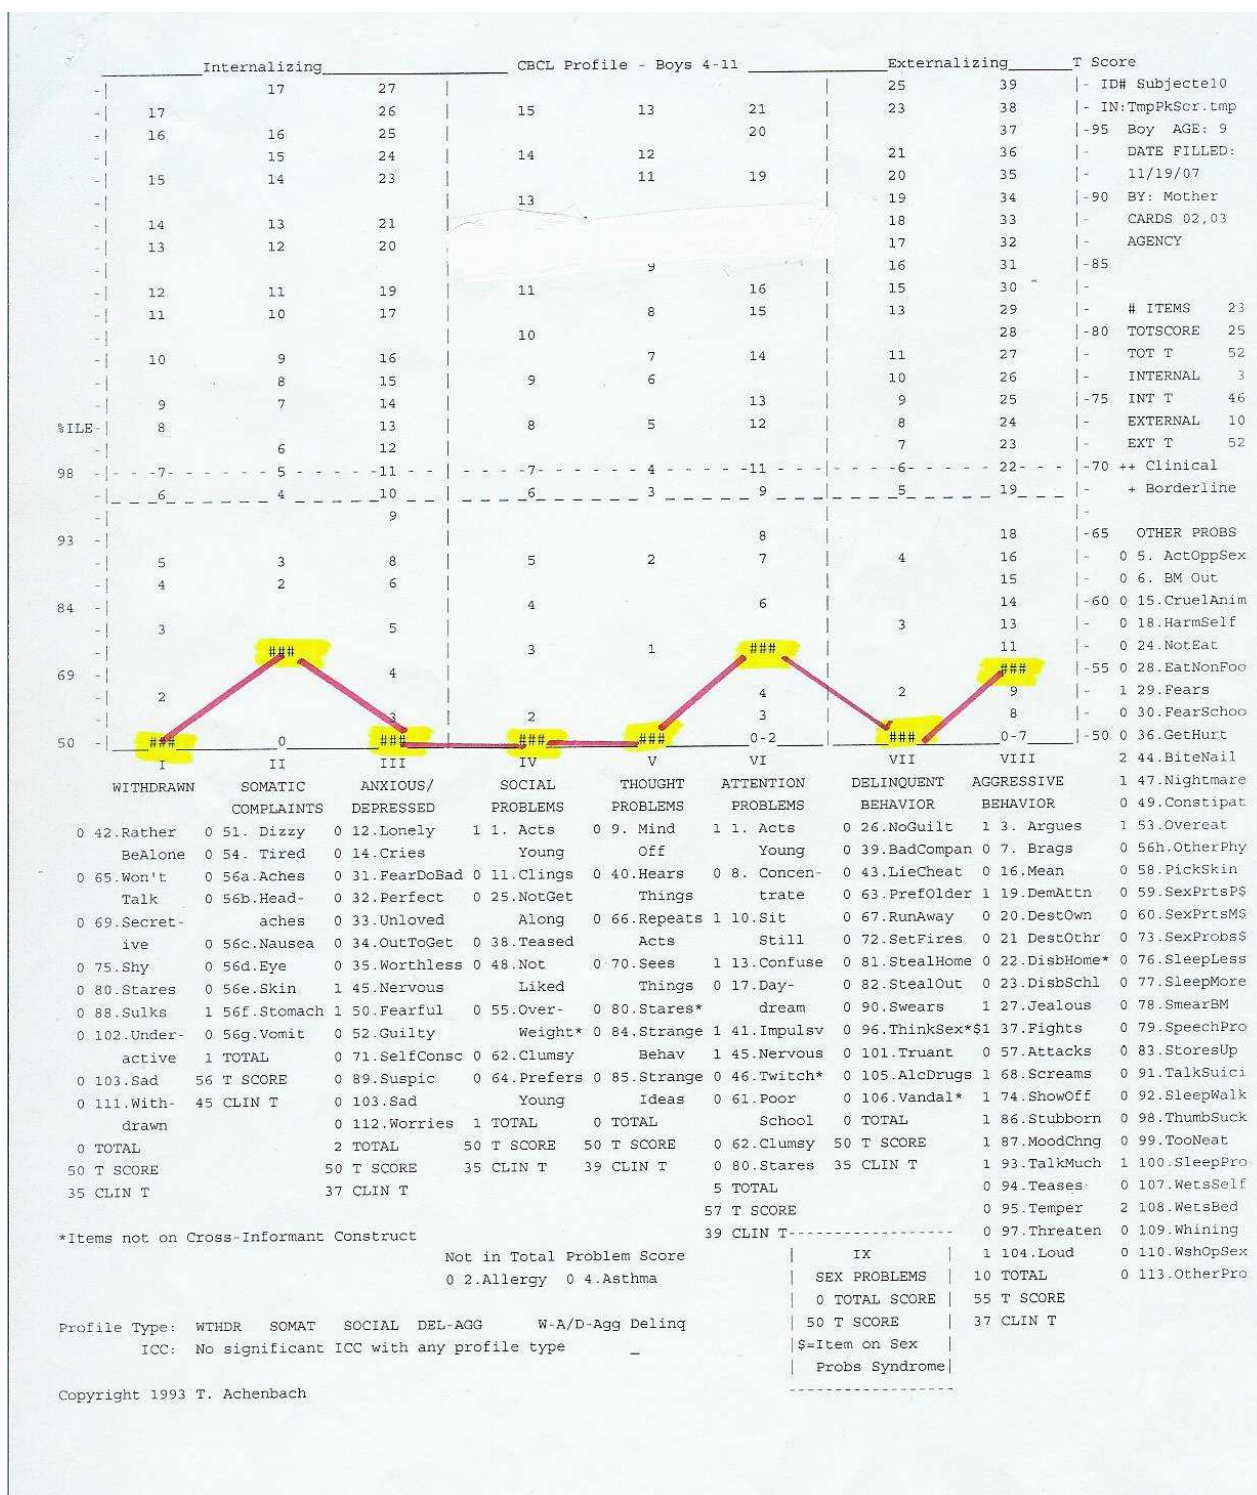 Internalizing CBCL Profile - Boys 4-11 Externalizing T Score
-| 17 27 | | 25 39 |- ID# Subjecte10
-| 17 26 | 15 13 21 | 23 38 |- IN:TmpPkScr.tmp
-| 16 16 25 | 20 | 37 |-95 Boy AGE: 9
-| 15 24 | 14 12 | 21 36 |- DATE FILLED:
-| 15 14 23 | 11 19 | 20 35 |- 11/19/07
-| | 13 | 19 34 |-90 BY: Mother
-| 14 13 21 | 18 33 |- CARDS 02,03
-| 13 12 20 | 17 32 |- AGENCY
-| | 9 | 16 31 |-85
-| 12 11 19 | 11 16 | 15 30 |-
-| 11 10 17 | 8 15 | 13 29 |- # ITEMS 23
-| | 10 | 28 |-80 TOTSCORE 25
-| 10 9 16 | 7 14 | 11 27 |- TOT T 52
-| 8 15 | 9 6 | 10 26 |- INTERNAL 3
-| 9 7 14 | 13 | 9 25 |-75 INT T 46
%ILE-| 8 13 | 8 5 12 | 8 24 |- EXTERNAL 10
-| 6 12 | | 7 23 |- EXT T 52
98 -|- - -7- - - - 5 - - - -11 - - |- - -7- - - - 4 - - - -11 - - -|- - -6- - - - 22- - - |-70 ++ Clinical
-|_ _ _6_ _ _ _ 4_ _ _ _10_ _ _ |_ _ _6_ _ _ _ 3_ _ _ _ 9_ _ _|_ _ _5_ _ _ _ 19_ _ _ |- + Borderline
-| 9 | | |-
93 -| | 8 | 18 |-65 OTHER PROBS
-| 5 3 8 | 5 2 7 | 4 16 |- 0 5. ActOppSex
-| 4 2 6 | | 15 |- 0 6. BM Out
84 -| | 4 6 | 14 |-60 0 15.CruelAnim
-| 3 5 | | 3 13 |- 0 18.HarmSelf
-| ### | 3 1 ### | 11 |- 0 24.NotEat
69 -| 4 | | ### |-55 0 28.EatNonFoo
-| 2 | 4 | 2 9 |- 1 29.Fears
-| 3 | 2 3 | 8 |- 0 30.FearSchoo
50 -| ### 0 ### | ### ### 0-2 | ### 0-7 |-50 0 36.GetHurt
I II III IV V VI VII VIII 2 44.BiteNail
WITHDRAWN SOMATIC ANXIOUS/ SOCIAL THOUGHT ATTENTION DELINQUENT AGGRESSIVE 1 47.Nightmare
COMPLAINTS DEPRESSED PROBLEMS PROBLEMS PROBLEMS BEHAVIOR BEHAVIOR 0 49.Constipat
0 42.Rather 0 51. Dizzy 0 12.Lonely 1 1. Acts 0 9. Mind 1 1. Acts 0 26.NoGuilt 1 3. Argues 1 53.Overeat
BeAlone 0 54. Tired 0 14.Cries Young Off Young 0 39.BadCompan 0 7. Brags 0 56h.OtherPhy
0 65.Won't 0 56a.Aches 0 31.FearDoBad 0 11.Clings 0 40.Hears 0 8. Concen- 0 43.LieCheat 0 16.Mean 0 58.PickSkin
Talk 0 56b.Head- 0 32.Perfect 0 25.NotGet Things trate 0 63.PrefOlder 1 19.DemAttn 0 59.SexPrtsP$
0 69.Secret- aches 0 33.Unloved Along 0 66.Repeats 1 10.Sit 0 67.RunAway 0 20.DestOwn 0 60.SexPrtsM$
ive 0 56c.Nausea 0 34.OutToGet 0 38.Teased Acts Still 0 72.SetFires 0 21 DestOthr 0 73.SexProbs$
0 75.Shy 0 56d.Eye 0 35.Worthless 0 48.Not 0 70.Sees 1 13.Confuse 0 81.StealHome 0 22.DisbHome* 0 76.SleepLess
0 80.Stares 0 56e.Skin 1 45.Nervous Liked Things 0 17.Day- 0 82.StealOut 0 23.DisbSchl 0 77.SleepMore
0 88.Sulks 1 56f.Stomach 1 50.Fearful 0 55.Over- 0 80.Stares* dream 0 90.Swears 1 27.Jealous 0 78.SmearBM
0 102.Under- 0 56g.Vomit 0 52.Guilty Weight* 0 84.Strange 1 41.Impulsv 0 96.ThinkSex*$1 37.Fights 0 79.SpeechPro
active 1 TOTAL 0 71.SelfConsc 0 62.Clumsy Behav 1 45.Nervous 0 101.Truant 0 57.Attacks 0 83.StoresUp
0 103.Sad 56 T SCORE 0 89.Suspic 0 64.Prefers 0 85.Strange 0 46.Twitch* 0 105.AlcDrugs 1 68.Screams 0 91.TalkSuici
0 111.With- 45 CLIN T 0 103.Sad Young Ideas 0 61.Poor 0 106.Vandal* 1 74.ShowOff 0 92.SleepWalk
drawn 0 112.Worries 1 TOTAL 0 TOTAL School 0 TOTAL 1 86.Stubborn 0 98.ThumbSuck
0 TOTAL 2 TOTAL 50 T SCORE 50 T SCORE 0 62.Clumsy 50 T SCORE 1 87.MoodChng 0 99.TooNeat
50 T SCORE 50 T SCORE 35 CLIN T 39 CLIN T 0 80.Stares 35 CLIN T 1 93.TalkMuch 1 100.SleepPro
35 CLIN T 37 CLIN T 5 TOTAL 0 94.Teases 0 107.WetsSelf
57 T SCORE 0 95.Temper 2 108.WetsBed
*Items not on Cross-Informant Construct 39 CLIN T------------------ 0 97.Threaten 0 109.Whining
Not in Total Problem Score | IX | 1 104.Loud 0 110.WshOpSex
0 2.Allergy 0 4.Asthma | SEX PROBLEMS | 10 TOTAL 0 113.OtherPro
| 0 TOTAL SCORE | 55 T SCORE
Profile Type: WTHDR SOMAT SOCIAL DEL-AGG W-A/D-Agg Delinq | 50 T SCORE | 37 CLIN T
ICC: No significant ICC with any profile type _ |$=Item on Sex |
| Probs Syndrome|
Copyright 1993 T. Achenbach ------------------